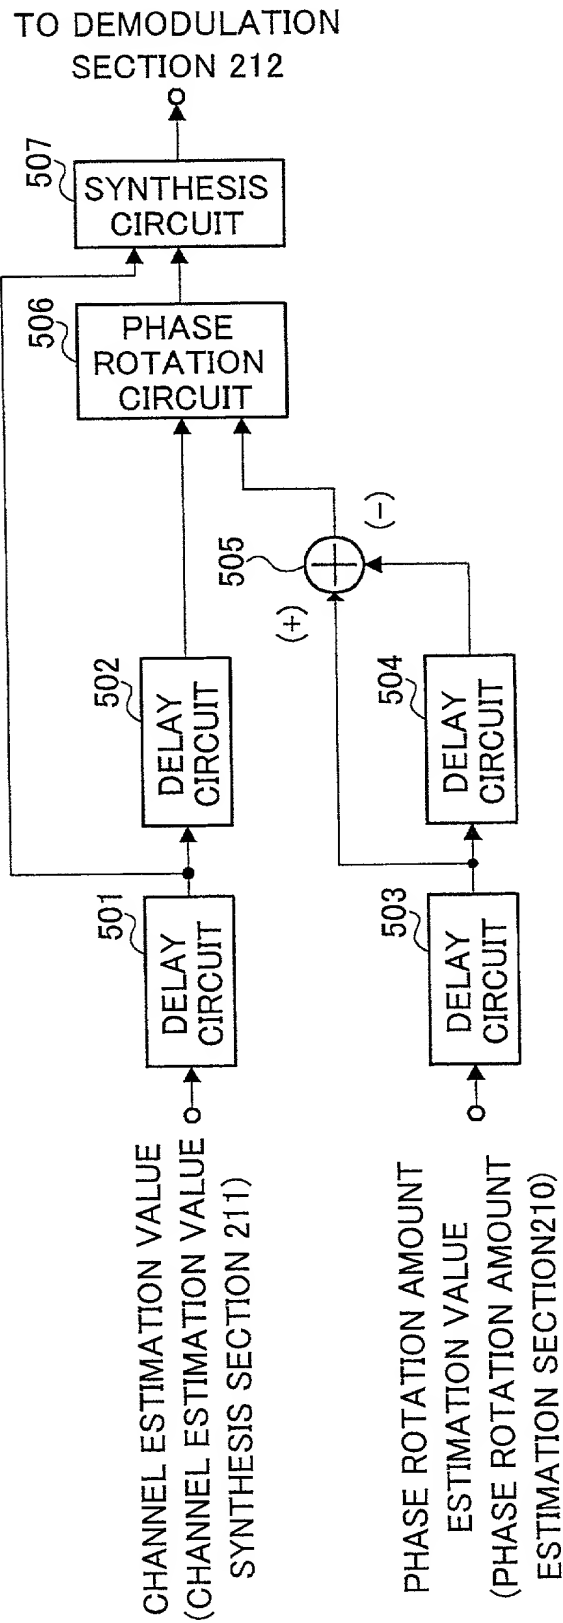 TO DEMODULATION
SECTION 212
507
SYNTHESIS
CIRCUIT
506
PHASE
ROTATION
CIRCUIT
505
(+)
(-)
502
DELAY
CIRCUIT
504
DELAY
CIRCUIT
501
DELAY
CIRCUIT
503
DELAY
CIRCUIT
CHANNEL ESTIMATION VALUE
(CHANNEL ESTIMATION VALUE
SYNTHESIS SECTION 211)
PHASE ROTATION AMOUNT
ESTIMATION VALUE
(PHASE ROTATION AMOUNT
ESTIMATION SECTION210)